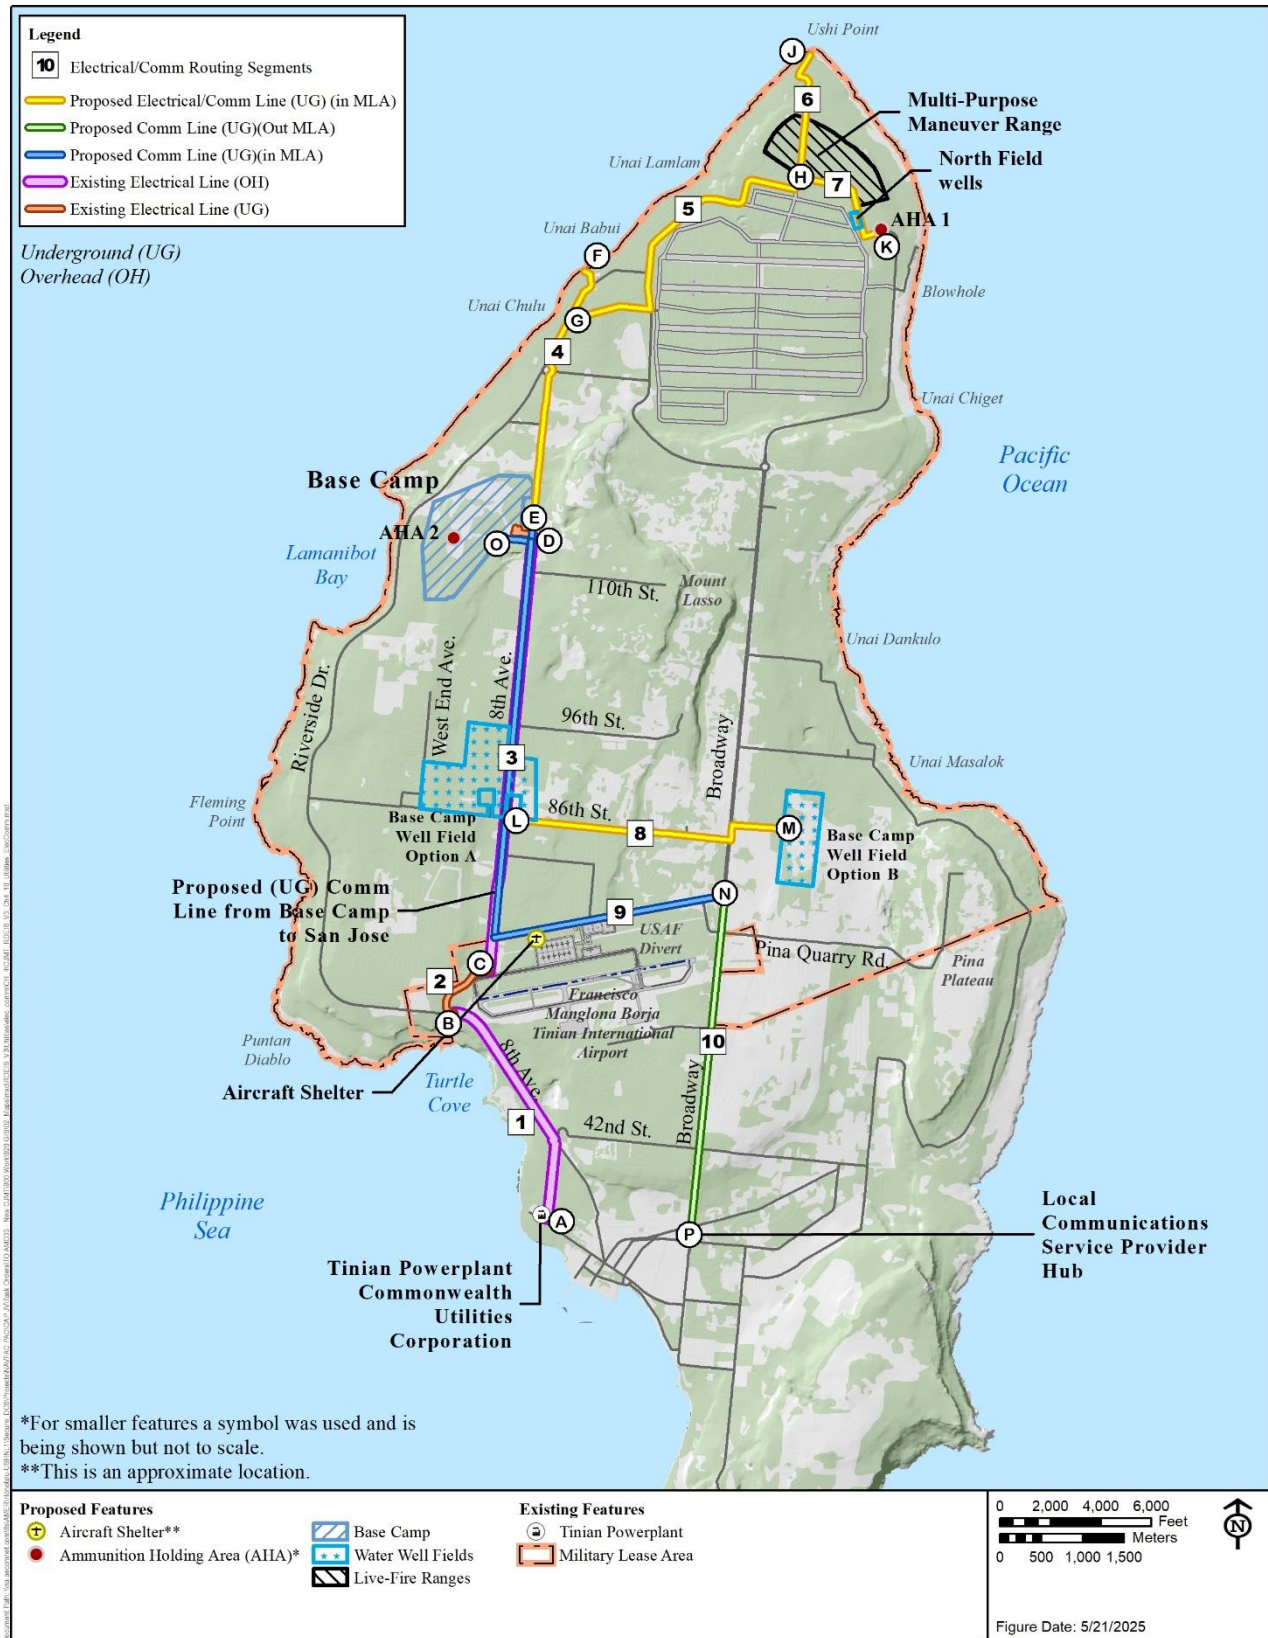 Legend
10 Electrical/Comm Routing Segments
Proposed Electrical/Comm Line (UG) (in MLA)
Proposed Comm Line (UG)(Out MLA)
Proposed Comm Line (UG)(in MLA)
Existing Electrical Line (OH)
Existing Electrical Line (UG)
Underground (UG)
Overhead (OH)
Ushi Point
J
6
Multi-Purpose
Maneuver Range
North Field
wells
Unai Lamlam
H
7
5
AHA 1
K
Unai Babui
F
Blowhole
Unai Chulu
G
4
Unai Chiget
Pacific
Ocean
Base Camp
E
AHA 2
O
D
Lamanibot
Bay
110th St.
Mount
Lasso
Unai Dankulo
West End Ave.
8th Ave.
Riverside Dr.
96th St.
Broadway
3
Unai Masalok
Fleming
Point
86th St.
Base Camp
Well Field
Option A
L
8
M
Base Camp
Well Field
Option B
Proposed (UG) Comm
Line from Base Camp
to San Jose
N
9
USAF
Divert
Pina Quarry Rd.
Pina
Plateau
C
2
Francisco
Manglona Borja
Tinian International
Airport
B
Puntan
Diablo
10
8th Ave.
Turtle
Cove
Aircraft Shelter
Broadway
1
42nd St.
Philippine
Sea
A
P
Local
Communications
Service Provider
Hub
Tinian Powerplant
Commonwealth
Utilities
Corporation
*For smaller features a symbol was used and is
being shown but not to scale.
**This is an approximate location.
Proposed Features
Aircraft Shelter**
Ammunition Holding Area (AHA)*
Base Camp
Water Well Fields
Live-Fire Ranges
Existing Features
Tinian Powerplant
Military Lease Area
0 2,000 4,000 6,000
Feet
Meters
0 500 1,000 1,500
N
Figure Date: 5/21/2025